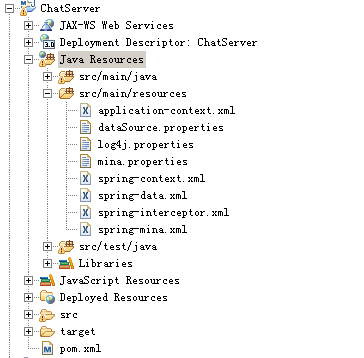 ChatServer
JAX-WS Web Services
Deployment Descriptor: ChatServer
Java Resources
src/main/java
src/main/resources
application-context.xml
dataSource.properties
log4j.properties
mina.properties
spring-context.xml
spring-data.xml
spring-interceptor.xml
spring-mina.xml
src/test/java
Libraries
JavaScript Resources
Deployed Resources
src
target
pom.xml